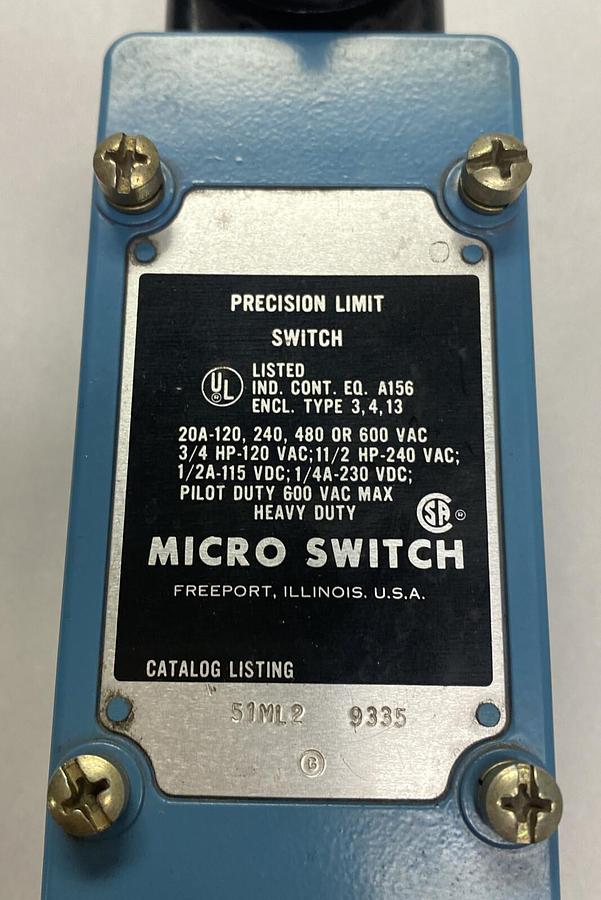 PRECISION LIMIT
SWITCH
UL ®
LISTED
IND. CONT. EQ. A156
ENCL. TYPE 3,4,13
20A-120, 240, 480 OR 600 VAC
3/4 HP-120 VAC; 11/2 HP-240 VAC;
1/2A-115 VDC; 1/4A-230 VDC;
PILOT DUTY 600 VAC MAX
HEAVY DUTY
CSA ®
MICRO SWITCH
FREEPORT, ILLINOIS. U.S.A.
CATALOG LISTING
51ML2 9335